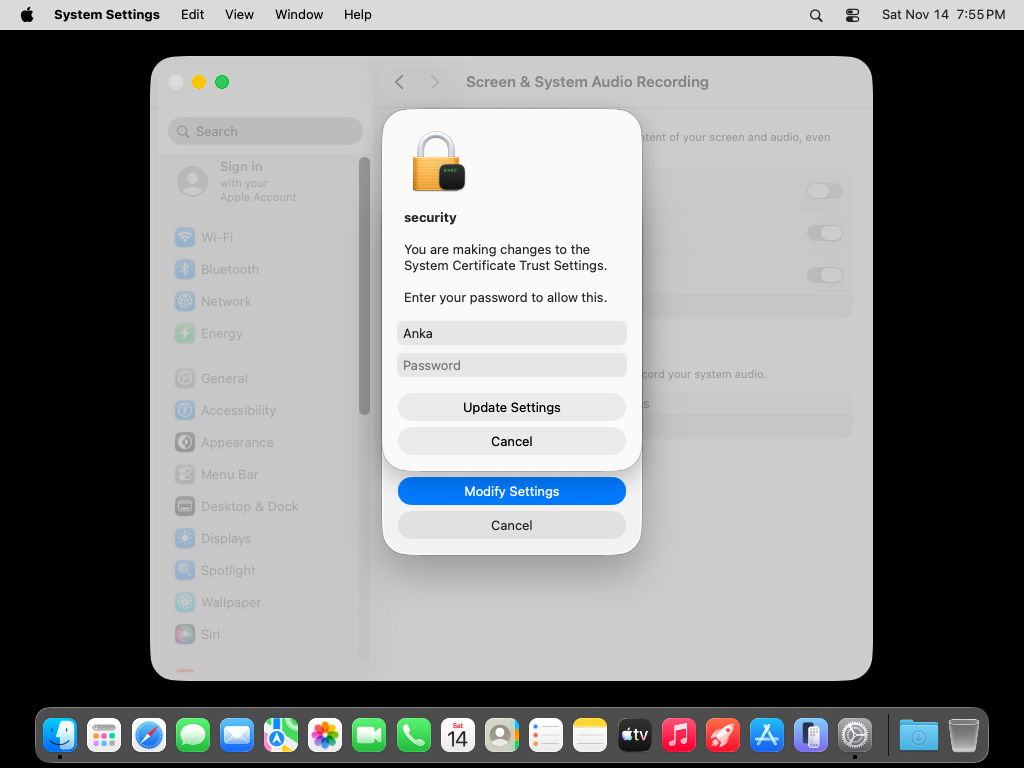 System Settings Edit View Window Help Sat Nov 14 7:55 PM
Screen & System Audio Recording
Search
Sign in
with your
Apple Account
Wi-Fi
Bluetooth
Network
Energy
General
Accessibility
Appearance
Menu Bar
Desktop & Dock
Displays
Spotlight
Wallpaper
Siri
ntent of your screen and audio, even
cord your system audio.
exec
security
You are making changes to the
System Certificate Trust Settings.
Enter your password to allow this.
Anka
Password
Update Settings
Cancel
Modify Settings
Cancel
Sat
14
tv